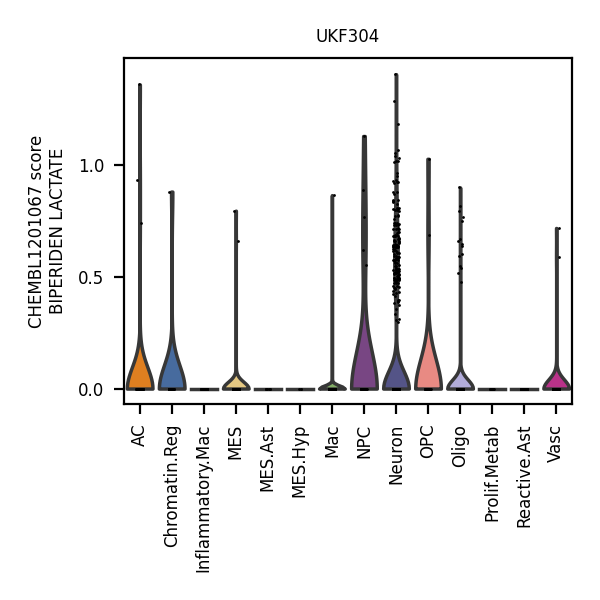 UKF304
CHEMBL1201067 score
BIPERIDEN LACTATE
1.0
0.5
0.0
AC
Chromatin.Reg
Inflammatory.Mac
MES
MES.Ast
MES.Hyp
Mac
NPC
Neuron
OPC
Oligo
Prolif.Metab
Reactive.Ast
Vasc